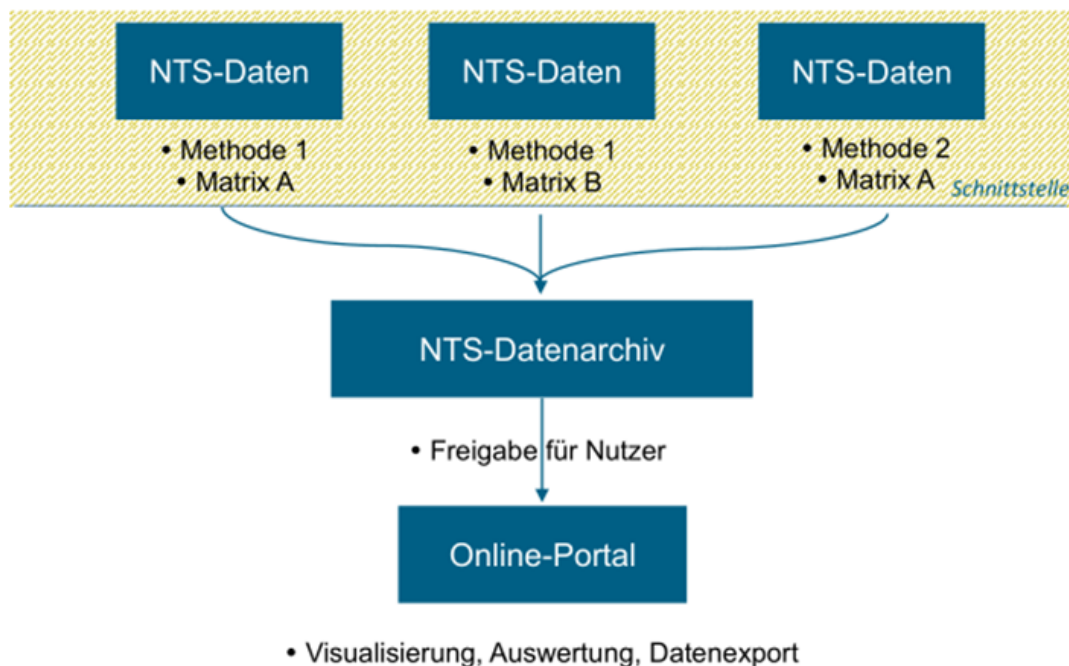 NTS-Daten
NTS-Daten
NTS-Daten
• Methode 1
• Matrix A
• Methode 1
• Matrix B
• Methode 2
• Matrix A
Schnittstelle
NTS-Datenarchiv
• Freigabe für Nutzer
Online-Portal
• Visualisierung, Auswertung, Datenexport